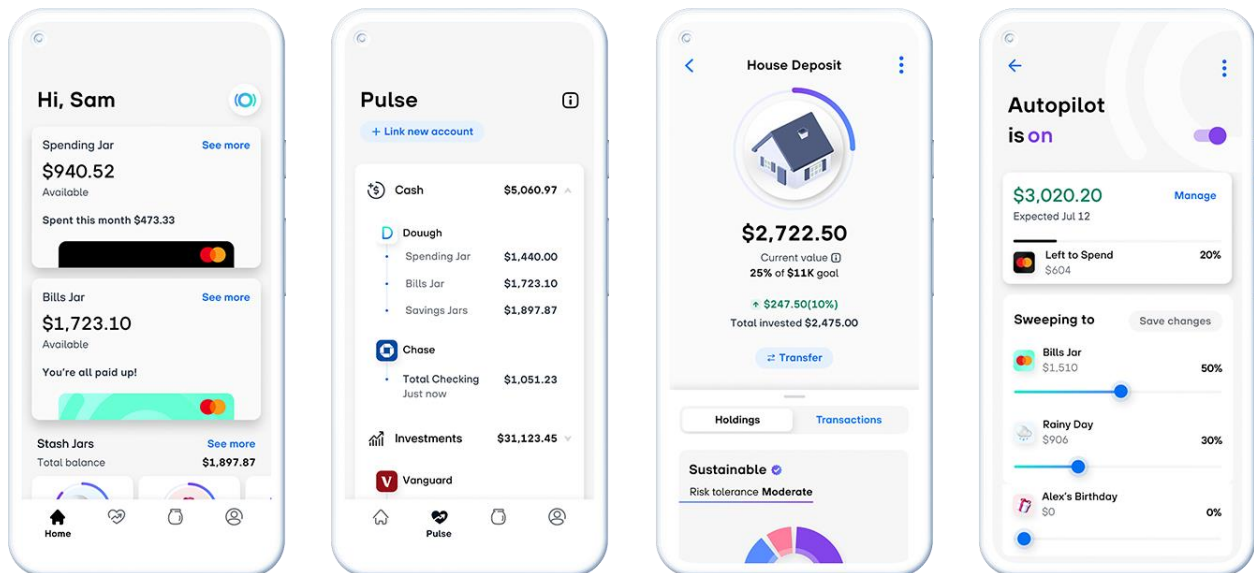 Hi, Sam
Spending Jar See more
$940.52
Available
Spent this month $473.33
Bills Jar See more
$1,723.10
Available
You're all paid up!
Stash Jars See more
Total balance $1,897.87
Home
Pulse
+ Link new account
Cash $5,060.97
D Douugh
Spending Jar $1,440.00
Bills Jar $1,723.10
Savings Jars $1,897.87
Chase
Total Checking $1,051.23
Just now
Investments $31,123.45
V Vanguard
Pulse
House Deposit
$2,722.50
Current value
25% of $11K goal
$247.50(10%)
Total invested $2,475.00
Transfer
Holdings Transactions
Sustainable
Risk tolerance Moderate
Autopilot
is on
$3,020.20 Manage
Expected Jul 12
Left to Spend 20%
$604
Sweeping to Save changes
Bills Jar
$1,510 50%
Rainy Day
$906 30%
Alex's Birthday
$0 0%